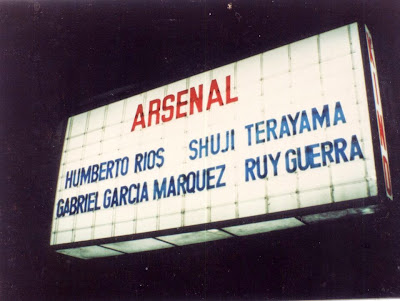 ARSENAL
HUMBERTO RIOS SHUJI TERAYAMA
GABRIEL GARCIA MARQUEZ RUY GUERRA